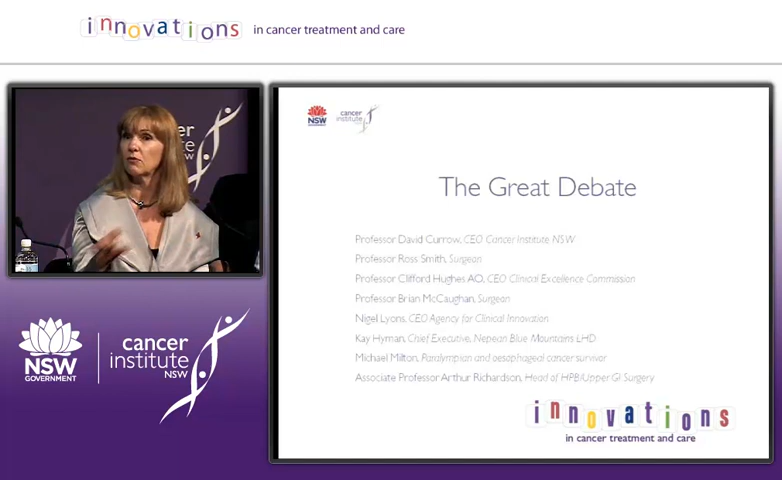 innovations in cancer treatment and care
cer
te
NSW
NSW
GOVERNMENT
cancer
institute
NSW
NSW
GOVERNMENT
cancer
institute
The Great Debate
Professor David Currow, CEO Cancer Institute NSW
Professor Ross Smith, Surgeon
Professor Clifford Hughes AO, CEO Clinical Excellence Commission
Professor Brian McCaughan, Surgeon
Nigel Lyons, CEO Agency for Clinical Innovation
Kay Hyman, Chief Executive, Nepean Blue Mountains LHD
Michael Milton, Paralympian and oesophageal cancer survivor
Associate Professor Arthur Richardson, Head of HPB/Upper GI Surgery
innovations
in cancer treatment and care